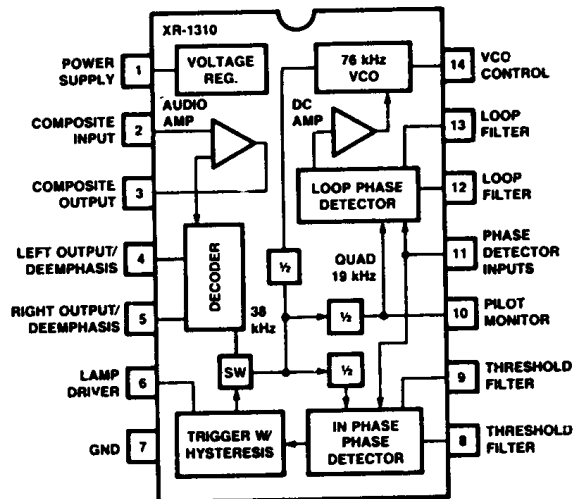 XR-1310
POWER
SUPPLY
1
VOLTAGE
REG.
76 kHz
VCO
14
VCO
CONTROL
COMPOSITE
INPUT
2
AUDIO
AMP
DC
AMP
13
LOOP
FILTER
COMPOSITE
OUTPUT
3
LOOP PHASE
DETECTOR
12
LOOP
FILTER
LEFT OUTPUT/
DEEMPHASIS
4
DECODER
½
QUAD
19 kHz
11
PHASE
DETECTOR
INPUTS
RIGHT OUTPUT/
DEEMPHASIS
5
38
kHz
½
10
PILOT
MONITOR
LAMP
DRIVER
6
SW
½
9
THRESHOLD
FILTER
GND
7
TRIGGER W/
HYSTERESIS
IN PHASE
PHASE
DETECTOR
8
THRESHOLD
FILTER